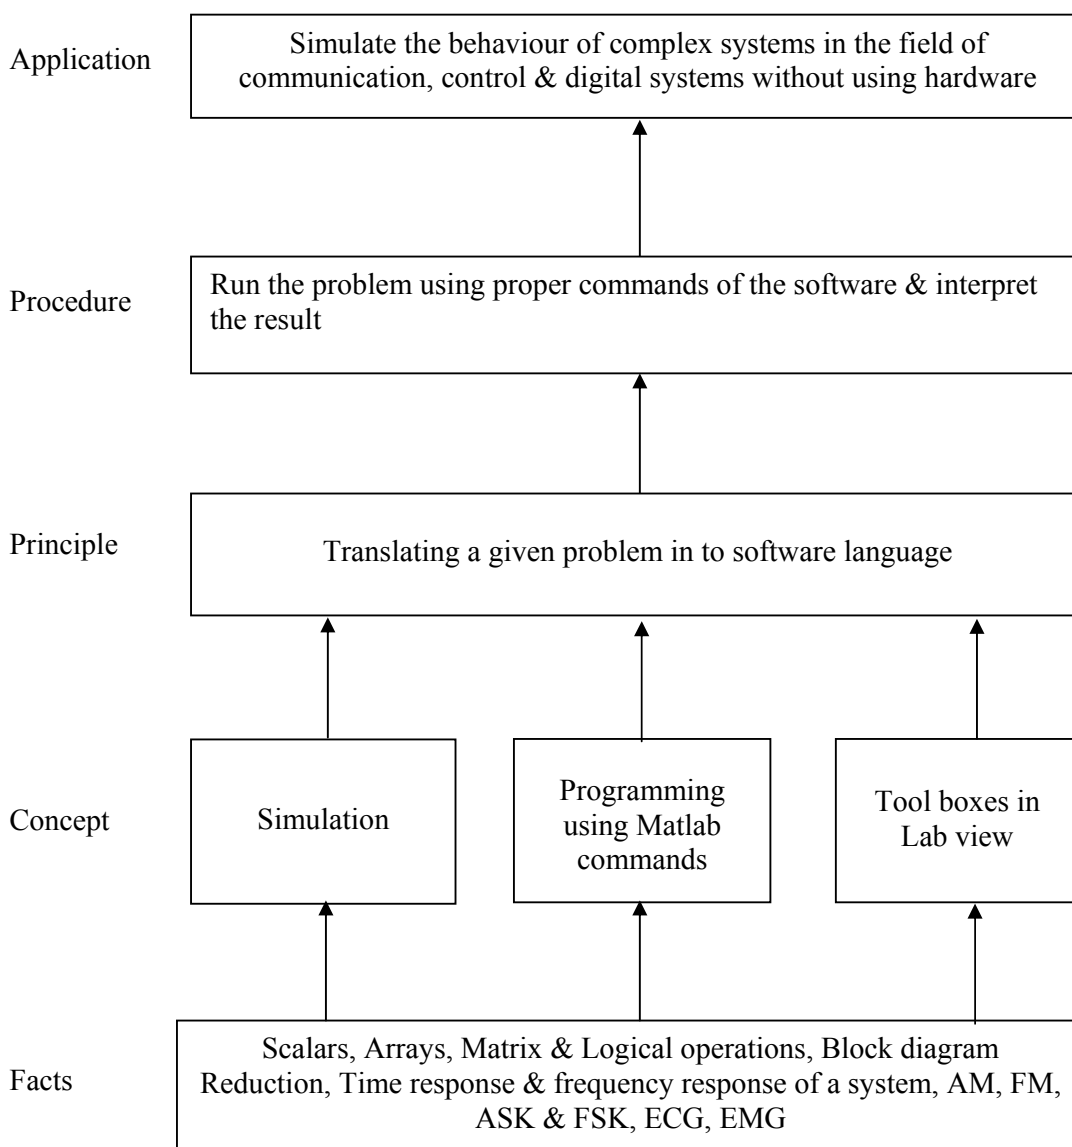 Application
Simulate the behaviour of complex systems in the field of
communication, control & digital systems without using hardware
Procedure
Run the problem using proper commands of the software & interpret
the result
Principle
Translating a given problem in to software language
Concept
Simulation
Programming
using Matlab
commands
Tool boxes in
Lab view
Facts
Scalars, Arrays, Matrix & Logical operations, Block diagram
Reduction, Time response & frequency response of a system, AM, FM,
ASK & FSK, ECG, EMG